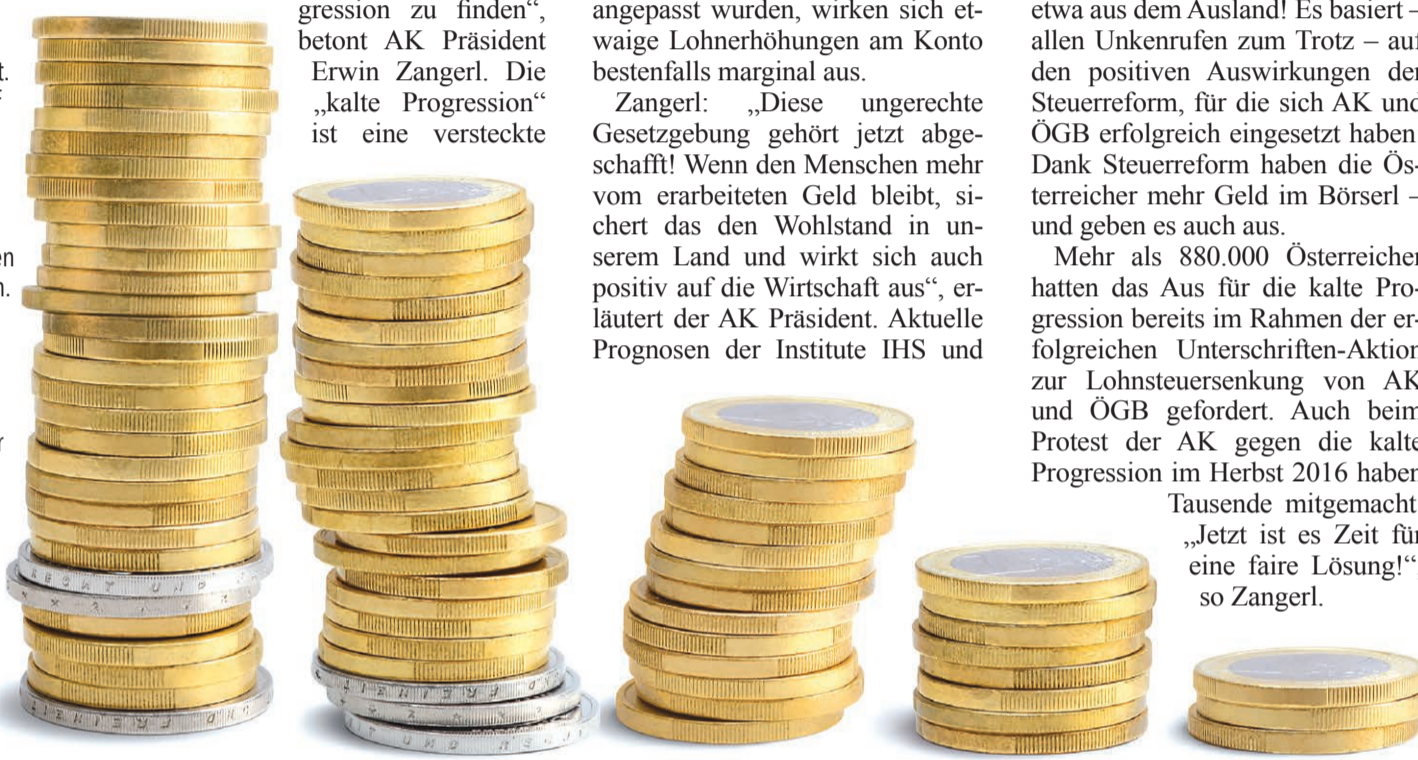 t.
en
n.
r
gression zu finden“,
betont AK Präsident
Erwin Zangerl. Die
„kalte Progression“
ist eine versteckte
angepasst wurden, wirken sich et-
waige Lohnerhöhungen am Konto
bestenfalls marginal aus.
Zangerl: „Diese ungerechte
Gesetzgebung gehört jetzt abge-
schafft! Wenn den Menschen mehr
vom erarbeiteten Geld bleibt, si-
chert das den Wohlstand in un-
serem Land und wirkt sich auch
positiv auf die Wirtschaft aus“, er-
läutert der AK Präsident. Aktuelle
Prognosen der Institute IHS und
etwa aus dem Ausland! Es basiert –
allen Unkenrufen zum Trotz – auf
den positiven Auswirkungen der
Steuerreform, für die sich AK und
ÖGB erfolgreich eingesetzt haben
Dank Steuerreform haben die Ös-
terreicher mehr Geld im Börserl –
und geben es auch aus.
Mehr als 880.000 Österreicher
hatten das Aus für die kalte Pro-
gression bereits im Rahmen der er-
folgreichen Unterschriften-Aktion
zur Lohnsteuersenkung von AK
und ÖGB gefordert. Auch beim
Protest der AK gegen die kalte
Progression im Herbst 2016 haben
Tausende mitgemacht
„Jetzt ist es Zeit für
eine faire Lösung!“
so Zangerl.